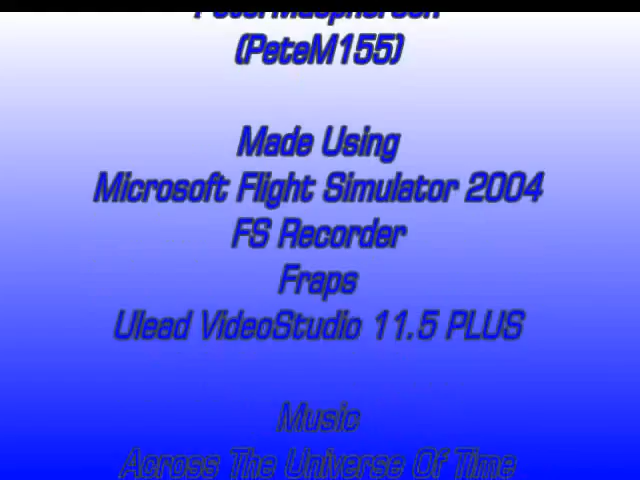 (PeteM155)
Made Using
Microsoft Flight Simulator 2004
FS Recorder
Fraps
Ulead VideoStudio 11.5 PLUS
Music
Across The Universe Of Time